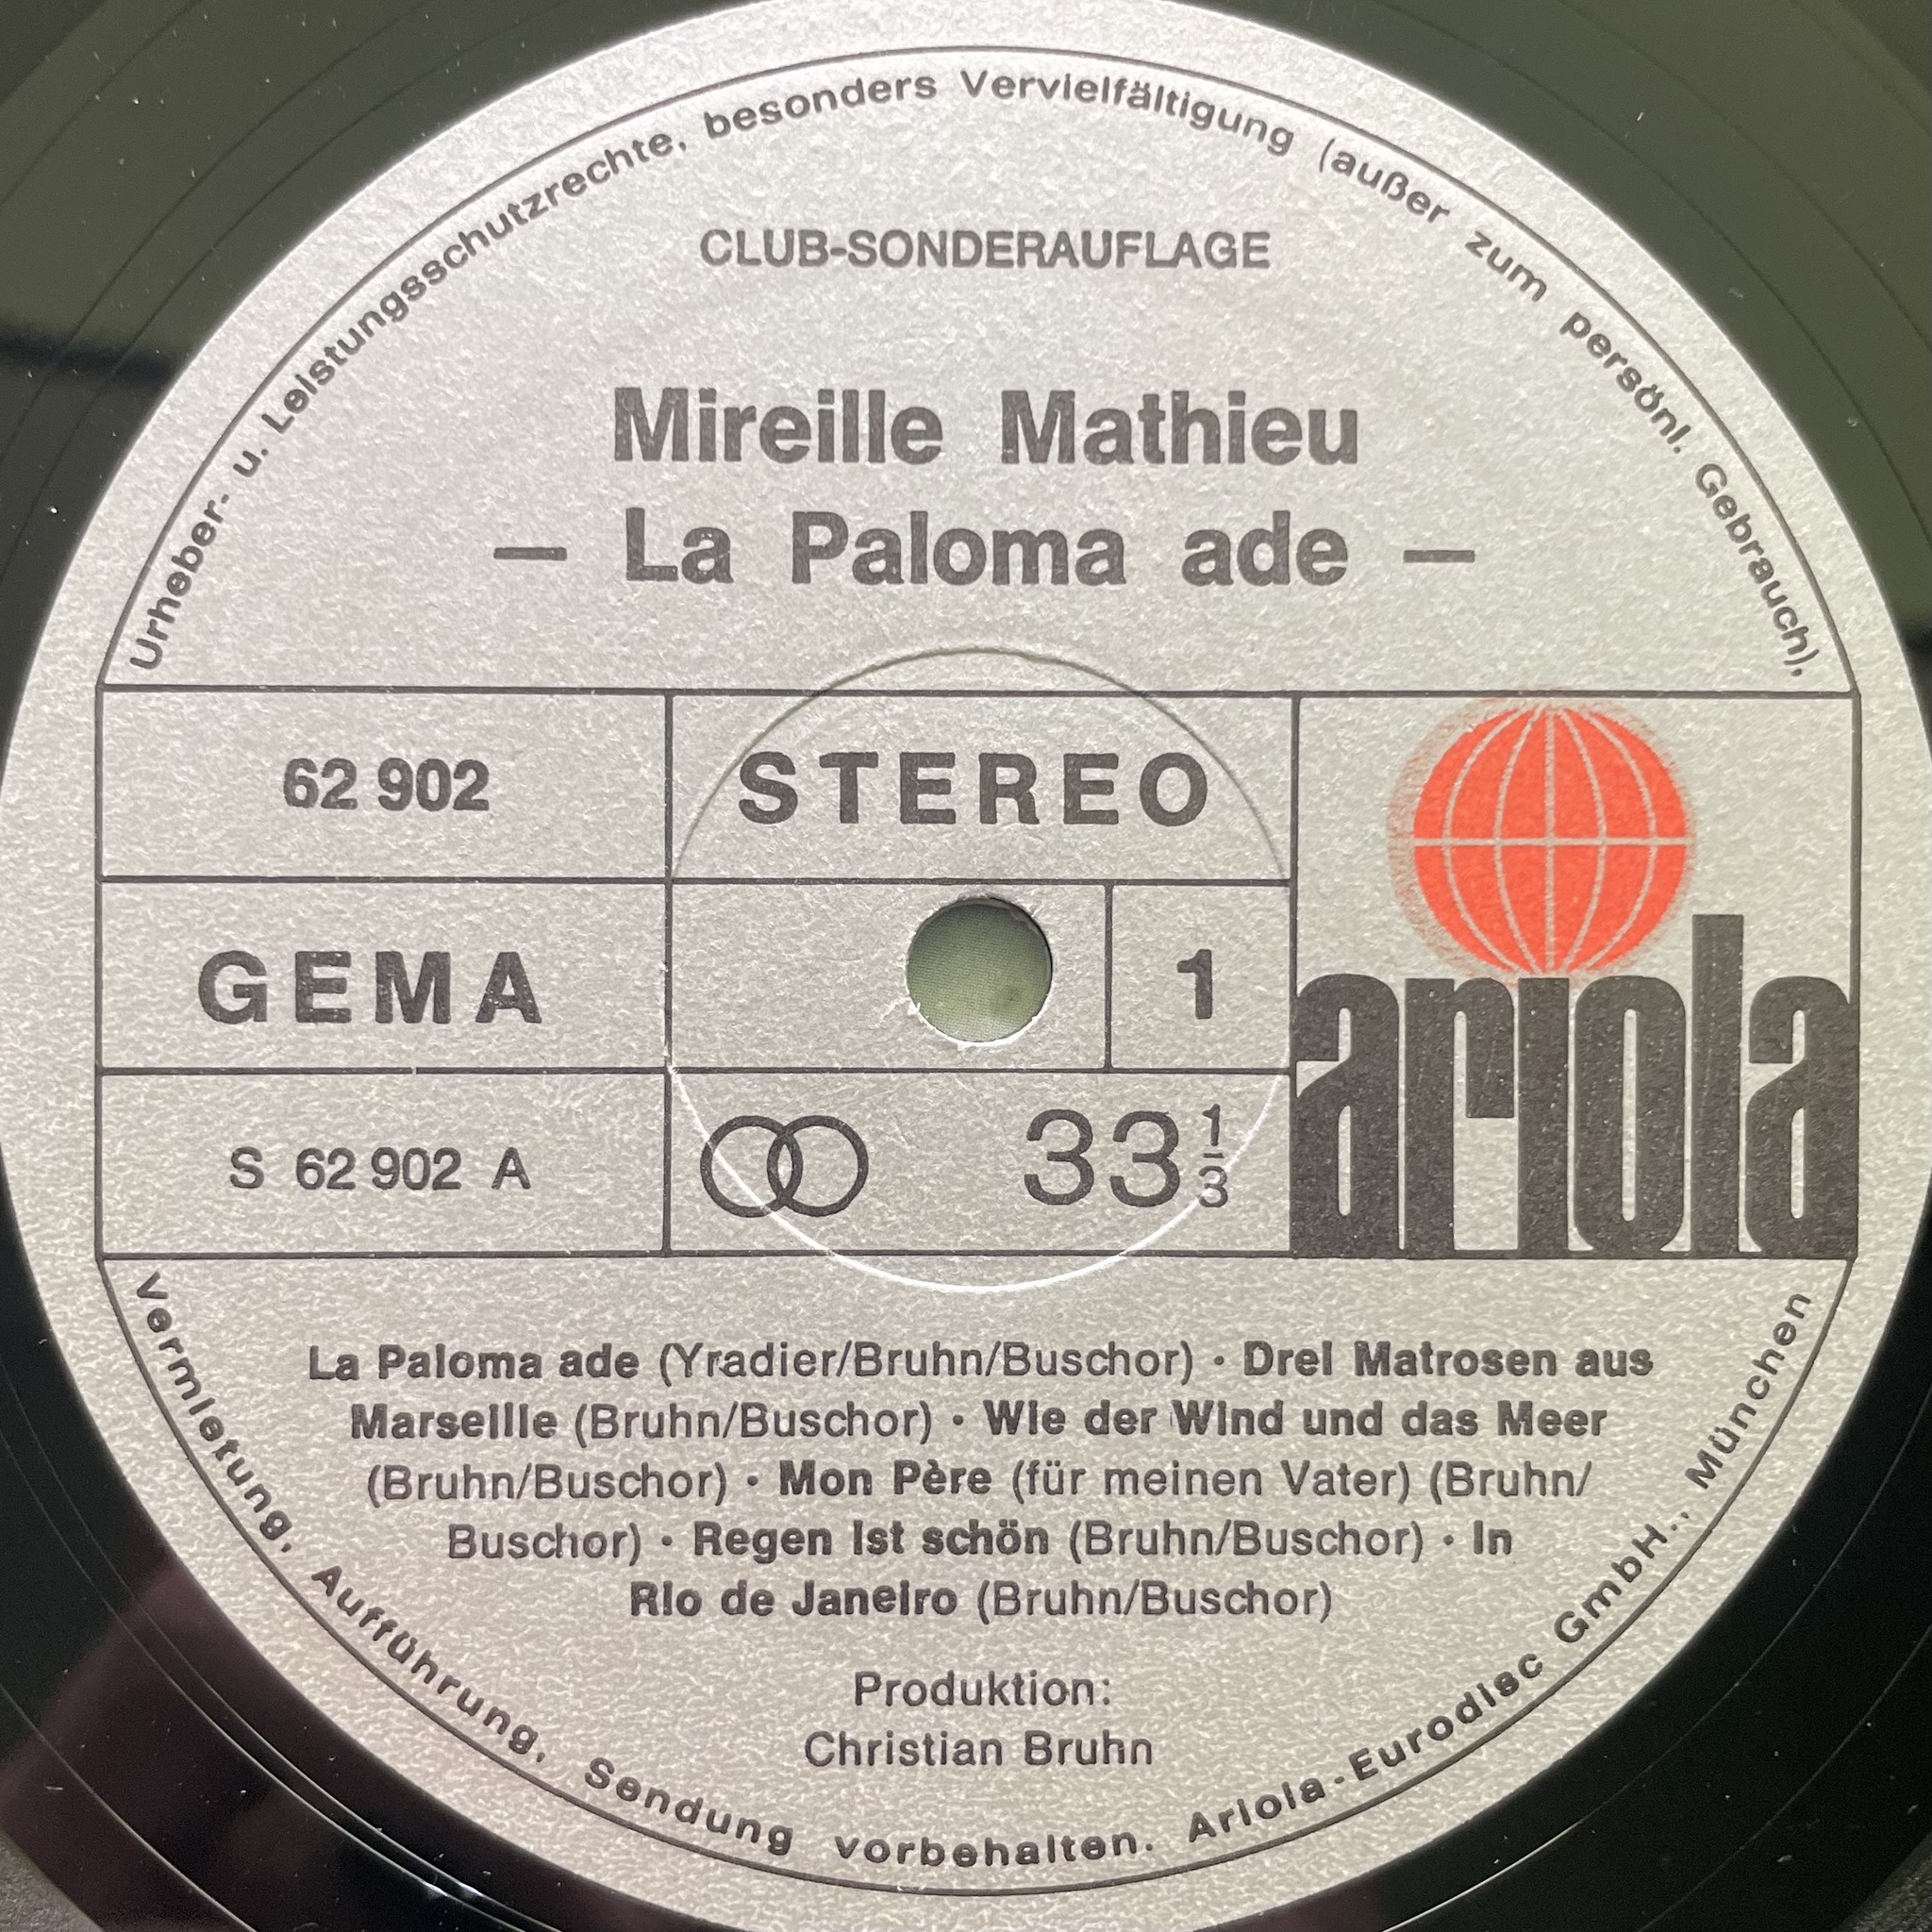 Urheber- u. Leistungsschutzrechte, besonders Vervielfältigung (außer zum persönl. Gebrauch),
CLUB-SONDERAUFLAGE
Mireille Mathieu
— La Paloma ade —
62 902
STEREO
GEMA
1
S 62 902 A
33 1/3
ariola
La Paloma ade (Yradier/Bruhn/Buschor) · Drei Matrosen aus
Marseille (Bruhn/Buschor) · Wie der Wind und das Meer
(Bruhn/Buschor) · Mon Père (für meinen Vater) (Bruhn/
Buschor) · Regen ist schön (Bruhn/Buschor) · In
Rio de Janeiro (Bruhn/Buschor)
Produktion:
Christian Bruhn
Vermietung, Aufführung, Sendung vorbehalten. Ariola-Eurodisc GmbH., München